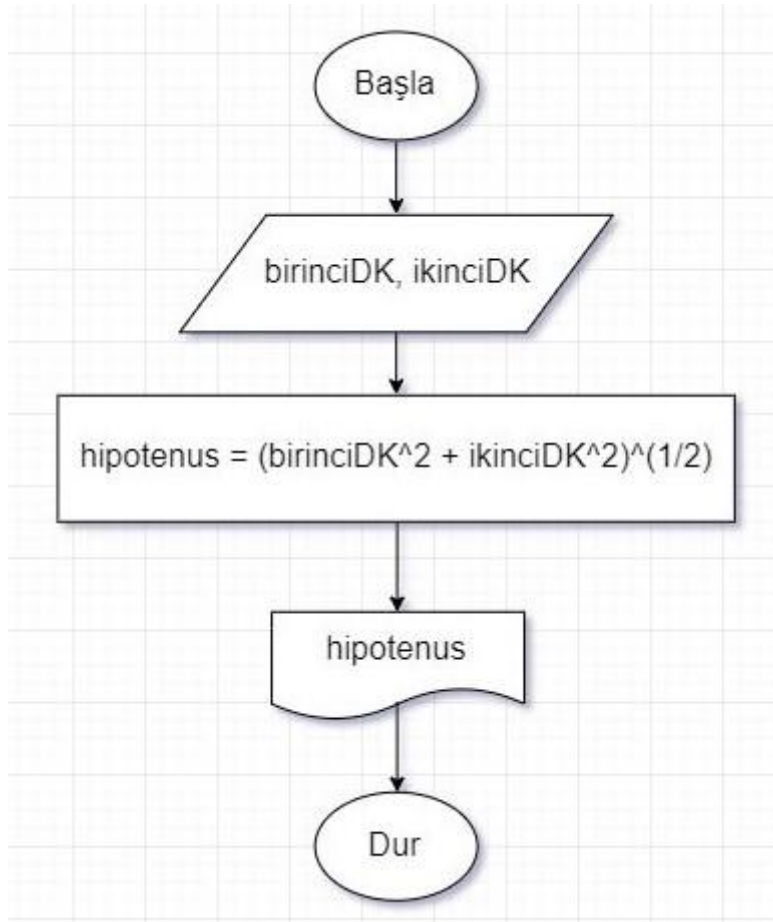 Başla
birinciDK, ikinciDK
hipotenus = (birinciDK^2 + ikinciDK^2)^(1/2)
hipotenus
Dur